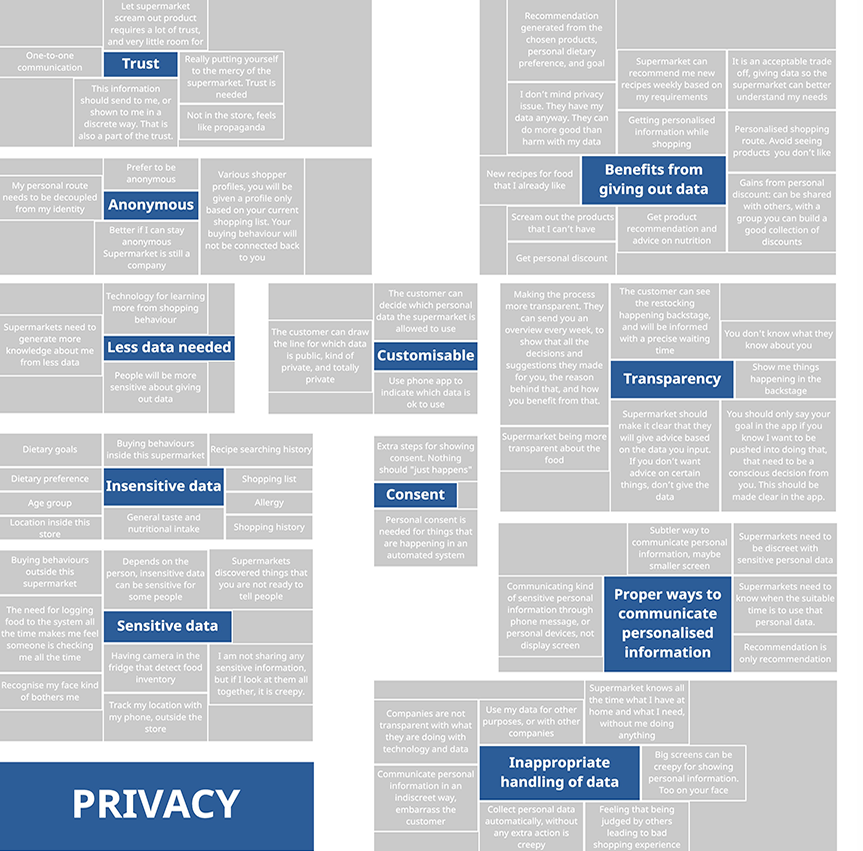 Let supermarket
scream out product
requires a lot of trust,
and very little room for
One-to-one
communication
Trust
Really putting yourself
to the mercy of the
supermarket. Trust is
needed
This information
should send to me, or
shown to me in a
discrete way. That is
also a part of the trust.
Not in the store, feels
like propaganda
Prefer to be
anonymous
My personal route
needs to be decoupled
from my identity
Anonymous
Various shopper
profiles, you will be
given a profile only
based on your current
shopping list. Your
buying behaviour will
not be connected back
to you
Better if I can stay
anonymous
Supermarket is still a
company
Recommendation
generated from the
chosen products,
personal dietary
preference, and goal
Supermarket can
recommend me new
recipes weekly based on
my requirements
It is an acceptable trade
off, giving data so the
supermarket can better
understand my needs
I don't mind privacy
issue. They have my
data anyway. They can
do more good than
harm with my data
Getting personalised
information while
shopping
Personalised shopping
route. Avoid seeing
products you don't like
New recipes for food
that I already like
Benefits from
giving out data
Gains from personal
discount: can be shared
with others, with a
group you can build a
good collection of
discounts
Scream out the products
that I can't have
Get product
recommendation and
advice on nutrition
Get personal discount
Technology for learning
more from shopping
behaviour
Supermarkets need to
generate more
knowledge about me
from less data
Less data needed
People will be more
sensitive about giving
out data
The customer can
decide which personal
data the supermarket is
allowed to use
The customer can draw
the line for which data
is public, kind of
private, and totally
private
Customisable
Use phone app to
indicate which data is
ok to use
Making the process
more transparent. They
can send you an
overview every week, to
show that all the
decisions and
suggestions they made
for you, the reason
behind that, and how
you benefit from that.
The customer can see
the restocking
happening backstage,
and will be informed
with a precise waiting
time
You don't know what they
know about you
Transparency
Show me things
happening in the
backstage
Supermarket being more
transparent about the
food
Supermarket should
make it clear that they
will give advice based
on the data you input.
If you don't want
advice on certain
things, don't give the
data
You should only say your
goal in the app if you
know I want to be
pushed into doing that,
that need to be a
conscious decision from
you. This should be
made clear in the app.
Dietary goals
Buying behaviours
inside this supermarket
Recipe searching history
Dietary preference
Insensitive data
Shopping list
Age group
Allergy
Location inside this
store
General taste and
nutritional intake
Shopping history
Extra steps for showing
consent. Nothing
should "just happens"
Consent
Personal consent is
needed for things that
are happening in an
automated system
Buying behaviours
outside this
supermarket
Depends on the
person, insensitive data
can be sensitive for
some people
Supermarkets
discovered things that
you are not ready to
tell people
The need for logging
food to the system all
the time makes me feel
someone is checking
me all the time
Sensitive data
Having camera in the
fridge that detect food
inventory
I am not sharing any
sensitive information,
but if I look at them all
together, it is creepy.
Recognise my face kind
of bothers me
Track my location with
my phone, outside the
store
Subtler way to
communicate personal
information, maybe
smaller screen
Supermarkets need to
be discreet with
sensitive personal data
Communicating kind
of sensitive personal
information through
phone message, or
personal devices, not
display screen
Proper ways to
communicate
personalised
information
Supermarkets need to
know when the suitable
time is to use that
personal data.
Recommendation is
only recommendation
Companies are not
transparent with what
they are doing with
technology and data
Use my data for other
purposes, or with other
companies
Supermarket knows all
the time what I have at
home and what I need,
without me doing
anything
Inappropriate
handling of data
Big screens can be
creepy for showing
personal information.
Too on your face
Communicate personal
information in an
indiscreet way,
embarrass the
customer
Collect personal data
automatically, without
any extra action is
creepy
Feeling that being
judged by others
leading to bad
shopping experience
PRIVACY